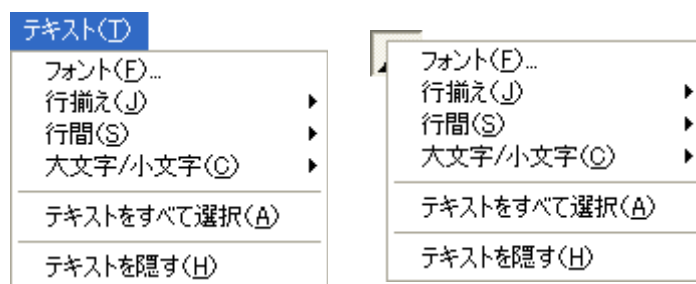 テキスト(T)
フォント(F)...
行揃え(J)
行間(S)
大文字/小文字(C)
テキストをすべて選択(A)
テキストを隠す(H)
フォント(F)...
行揃え(J)
行間(S)
大文字/小文字(C)
テキストをすべて選択(A)
テキストを隠す(H)